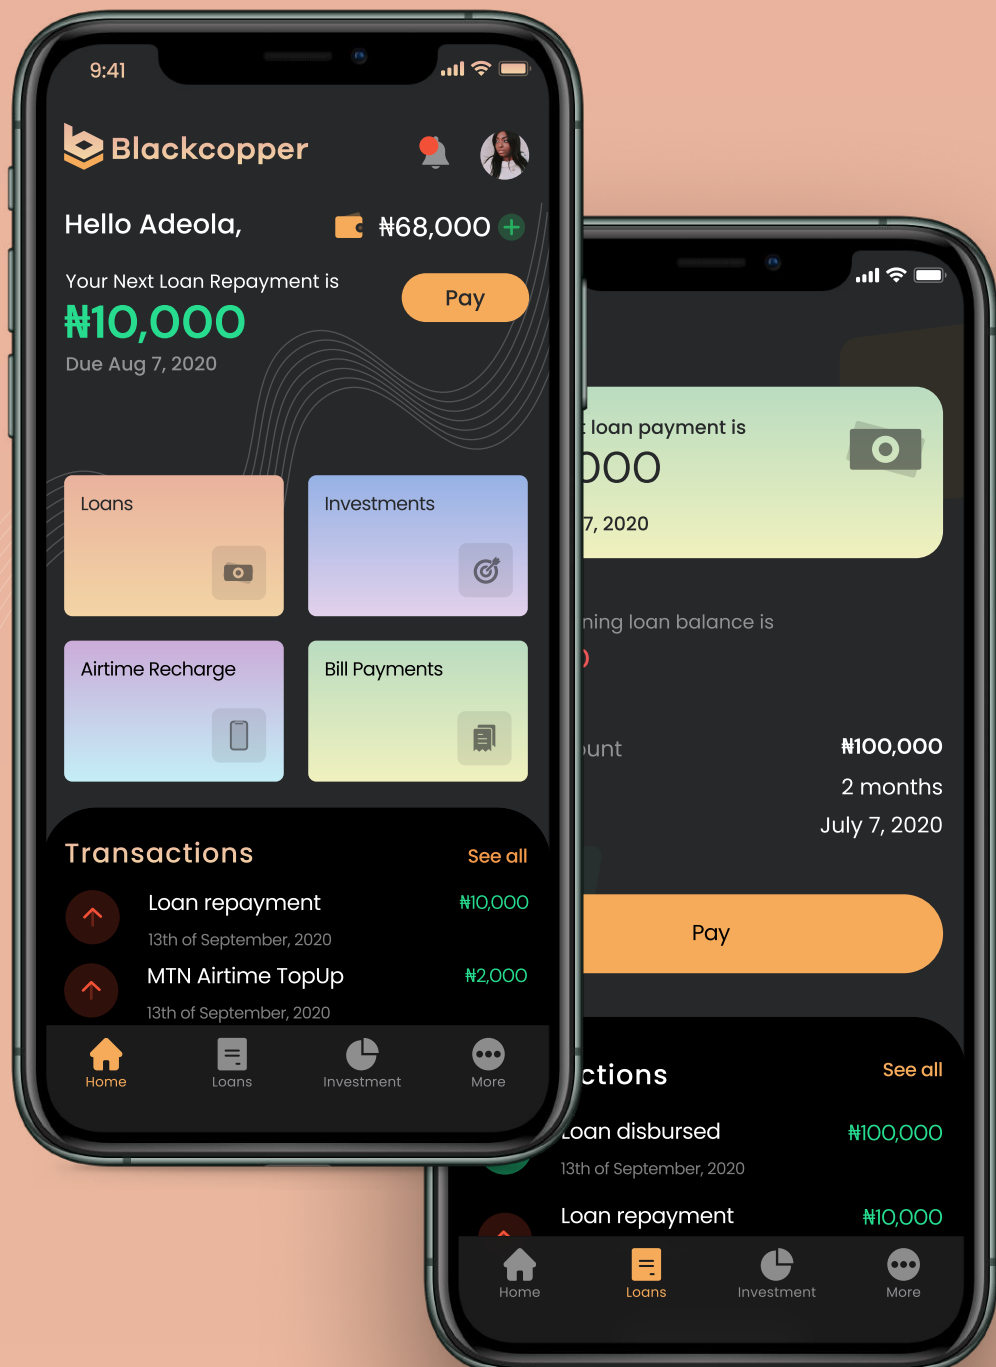 9:41
Blackcopper
Hello Adeola,
₦68,000
Your Next Loan Repayment is
₦10,000
Due Aug 7, 2020
Pay
Loans
Investments
Airtime Recharge
Bill Payments
Transactions
See all
Loan repayment
₦10,000
13th of September, 2020
MTN Airtime TopUp
₦2,000
13th of September, 2020
Home
Loans
Investment
More
loan payment is
000
7, 2020
ning loan balance is
ount
₦100,000
2 months
July 7, 2020
Pay
ctions
See all
Loan disbursed
₦100,000
13th of September, 2020
Loan repayment
₦10,000
Home
Loans
Investment
More